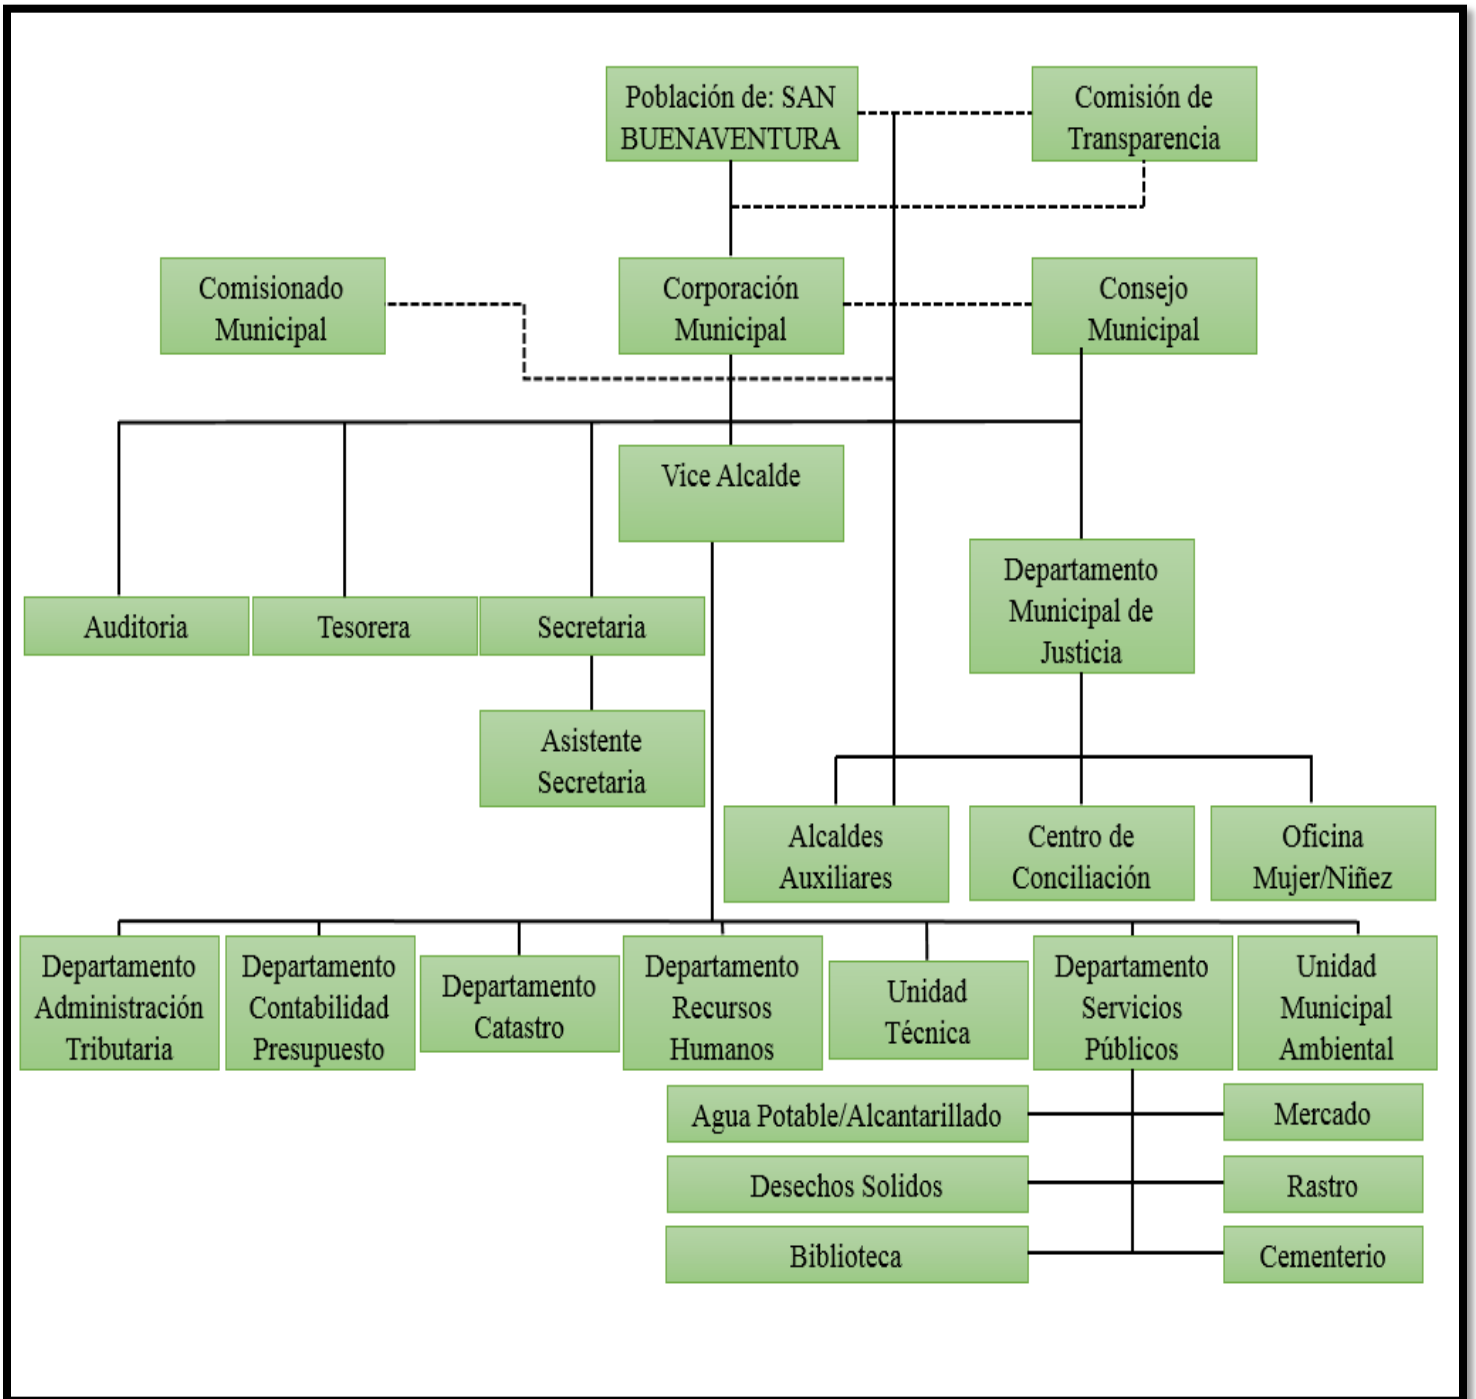 Población de: SAN
BUENAVENTURA
Comisión de
Transparencia
Comisionado
Municipal
Corporación
Municipal
Consejo
Municipal
Vice Alcalde
Departamento
Municipal de
Justicia
Auditoria
Tesorera
Secretaria
Asistente
Secretaria
Alcaldes
Auxiliares
Centro de
Conciliación
Oficina
Mujer/Niñez
Departamento
Administración
Tributaria
Departamento
Contabilidad
Presupuesto
Departamento
Catastro
Departamento
Recursos
Humanos
Unidad
Técnica
Departamento
Servicios
Públicos
Unidad
Municipal
Ambiental
Agua Potable/Alcantarillado
Mercado
Desechos Solidos
Rastro
Biblioteca
Cementerio